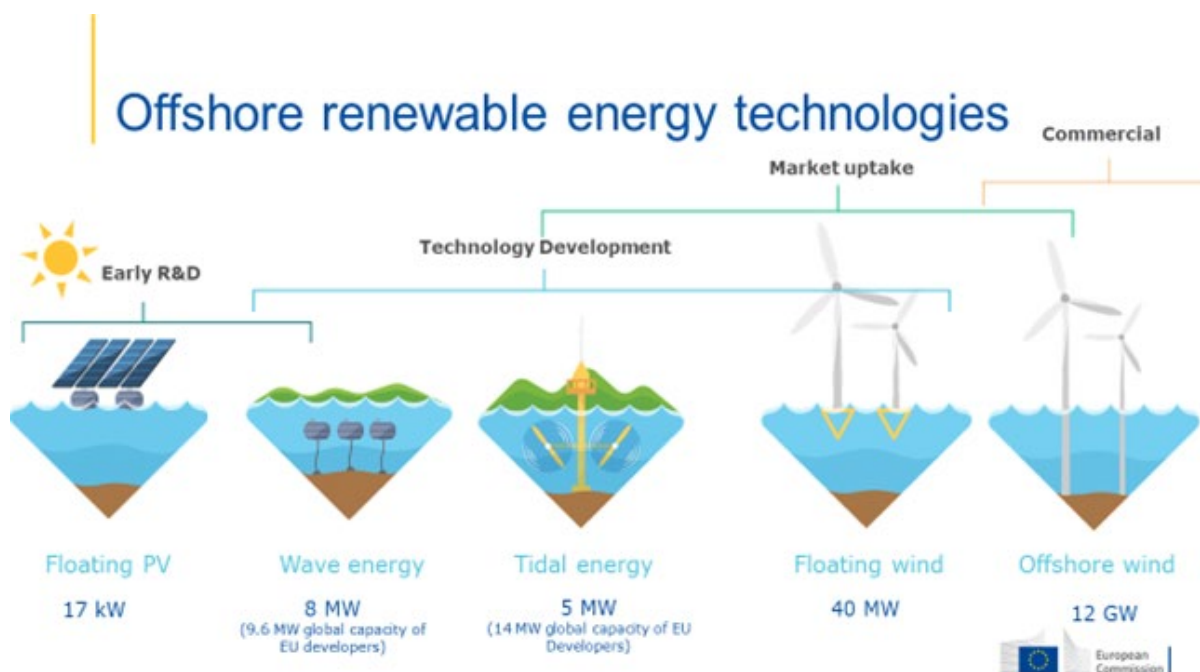 Offshore renewable energy technologies
Commercial
Market uptake
Technology Development
Early R&D
Floating PV
17 kW
Wave energy
8 MW
(9.6 MW global capacity of
EU developers)
Tidal energy
5 MW
(14 MW global capacity of EU
Developers)
Floating wind
40 MW
Offshore wind
12 GW
European
Commission